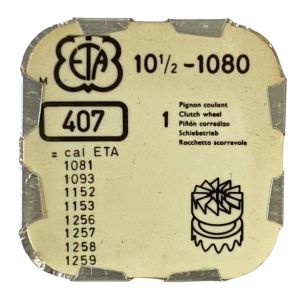 ETA 10½-1080
M
407
1
Pignon coulant
Clutch wheel
Piñón corredizo
Schiebetrieb
Rocchetto scorrevole
= cal ETA
1081
1093
1152
1153
1256
1257
1258
1259